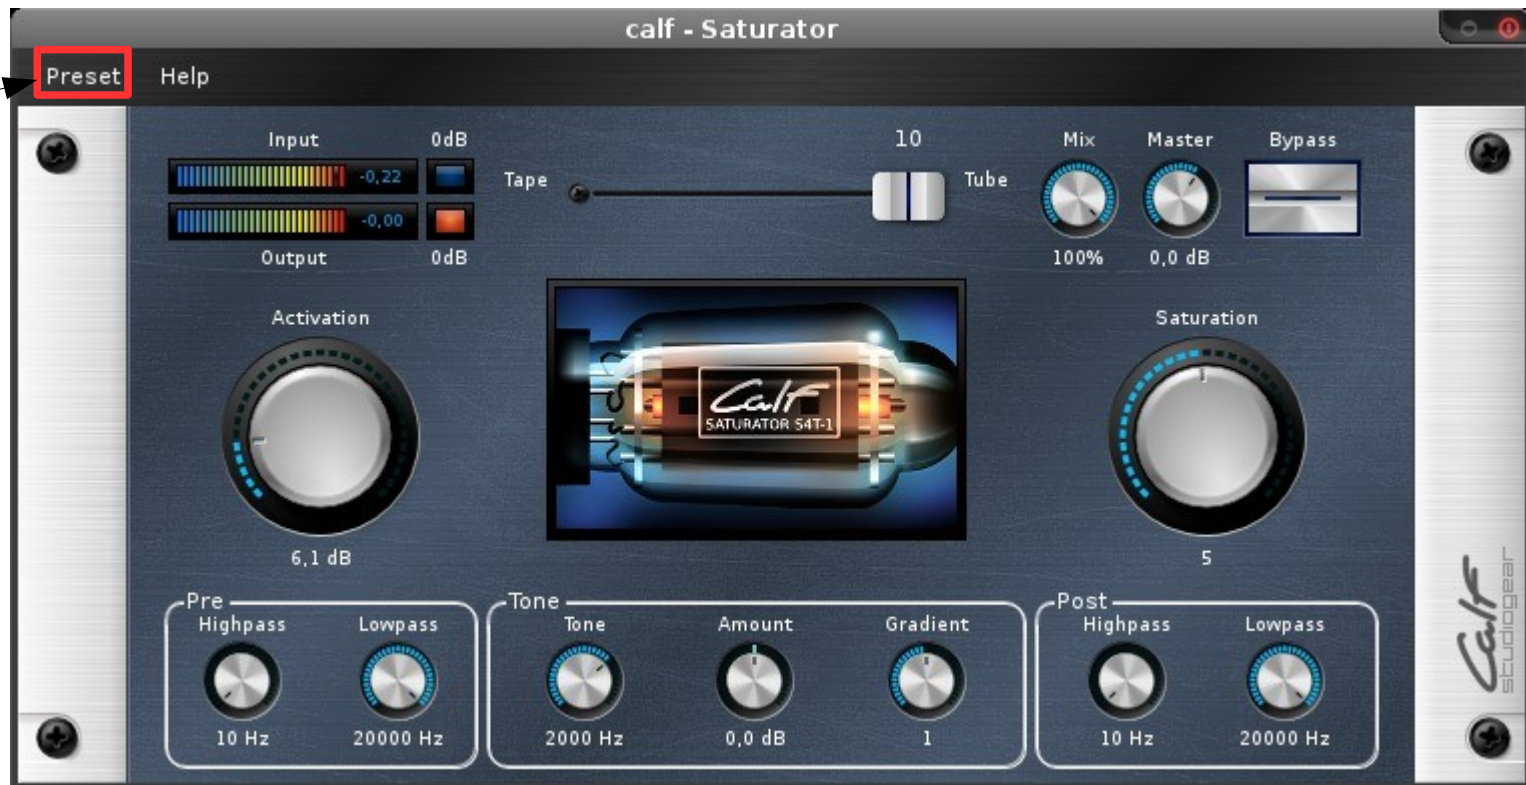 calf - Saturator
Preset Help
Input 0dB
-0,22
-0,00
Output 0dB
Tape 10 Tube
Mix Master Bypass
100% 0,0 dB
Activation
6,1 dB
Calf
SATURATOR S4T-1
Saturation
5
Pre
Highpass Lowpass
10 Hz 20000 Hz
Tone
Tone Amount Gradient
2000 Hz 0,0 dB 1
Post
Highpass Lowpass
10 Hz 20000 Hz
Calf
studiogear